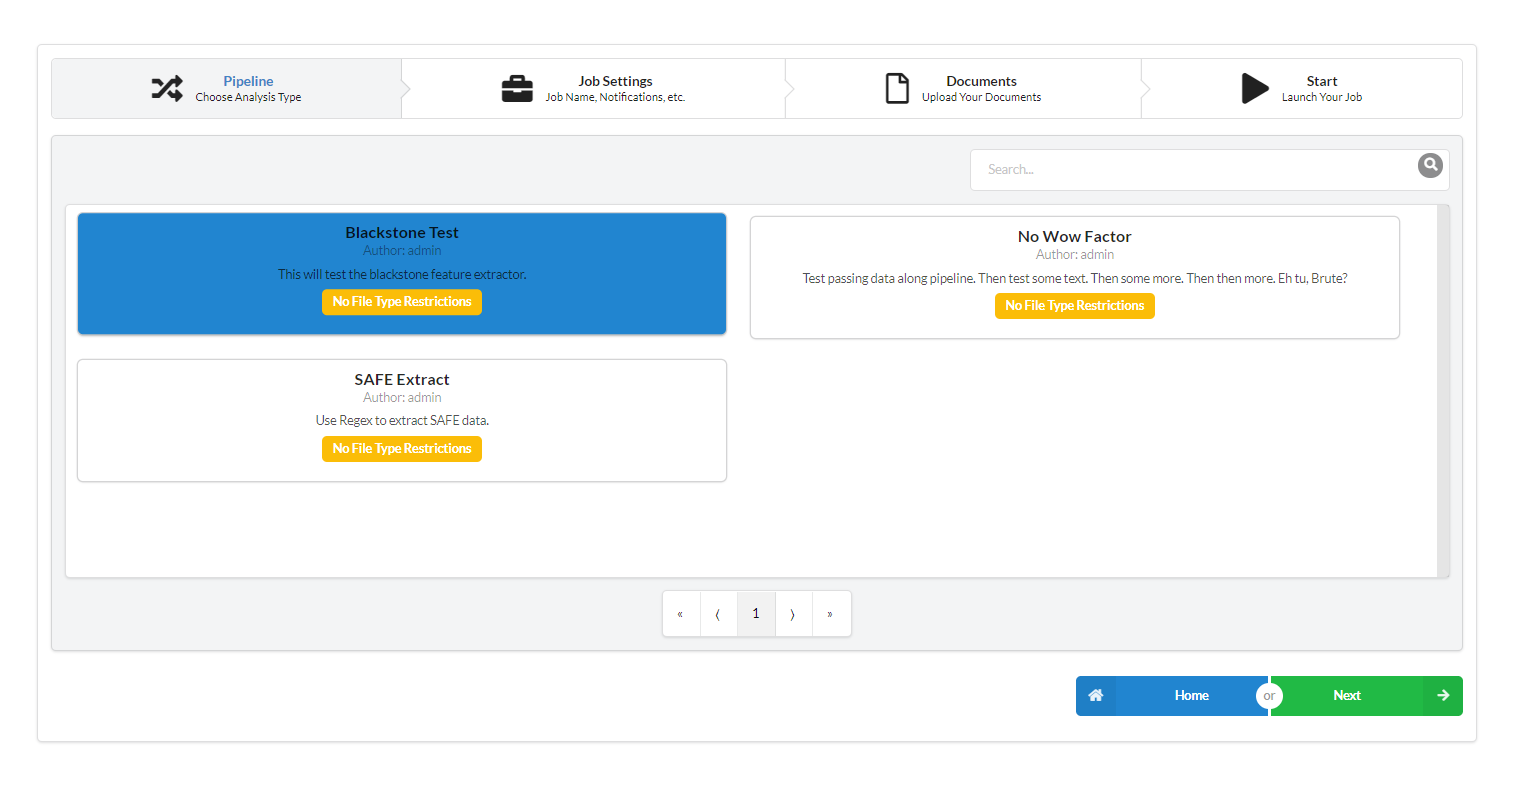 Pipeline
Choose Analysis Type
Job Settings
Job Name, Notifications, etc.
Documents
Upload Your Documents
Start
Launch Your Job
Search...
Blackstone Test
Author: admin
This will test the blackstone feature extractor.
No File Type Restrictions
No Wow Factor
Author: admin
Test passing data along pipeline. Then test some text. Then some more. Then then more. Eh tu, Brute?
No File Type Restrictions
SAFE Extract
Author: admin
Use Regex to extract SAFE data.
No File Type Restrictions
« ⟨ 1 ⟩ »
Home or Next